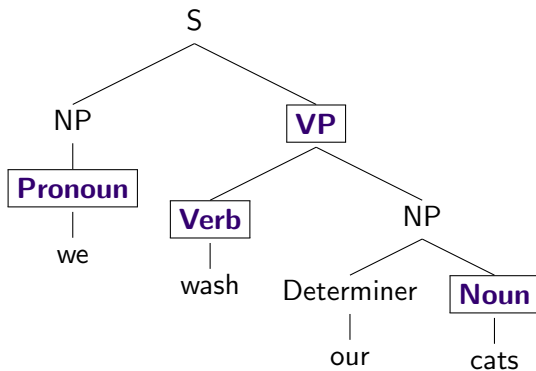 S
NP VP
Pronoun Verb NP
we wash Determiner Noun
our cats